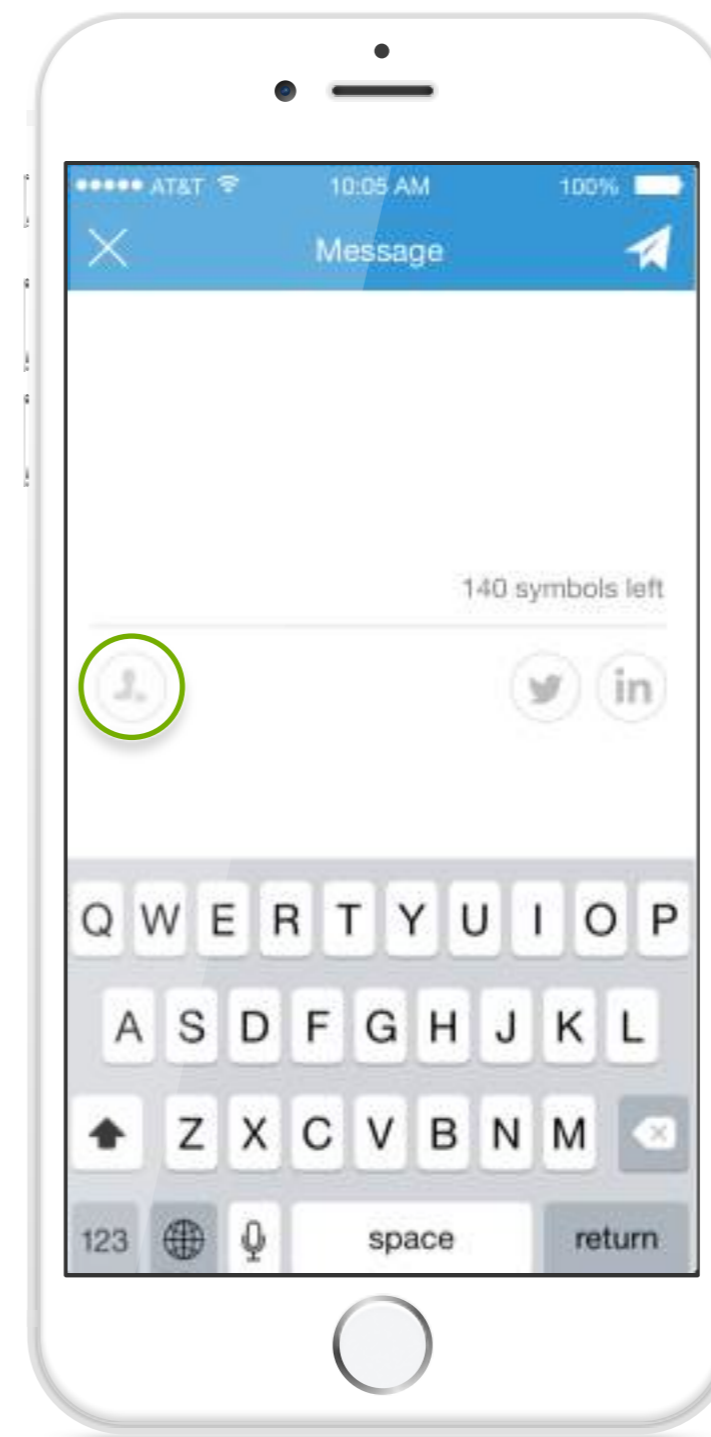 AT&T 10:05 AM 100%
Message
140 symbols left
in
Q W E R T Y U I O P
A S D F G H J K L
Z X C V B N M
123 space return